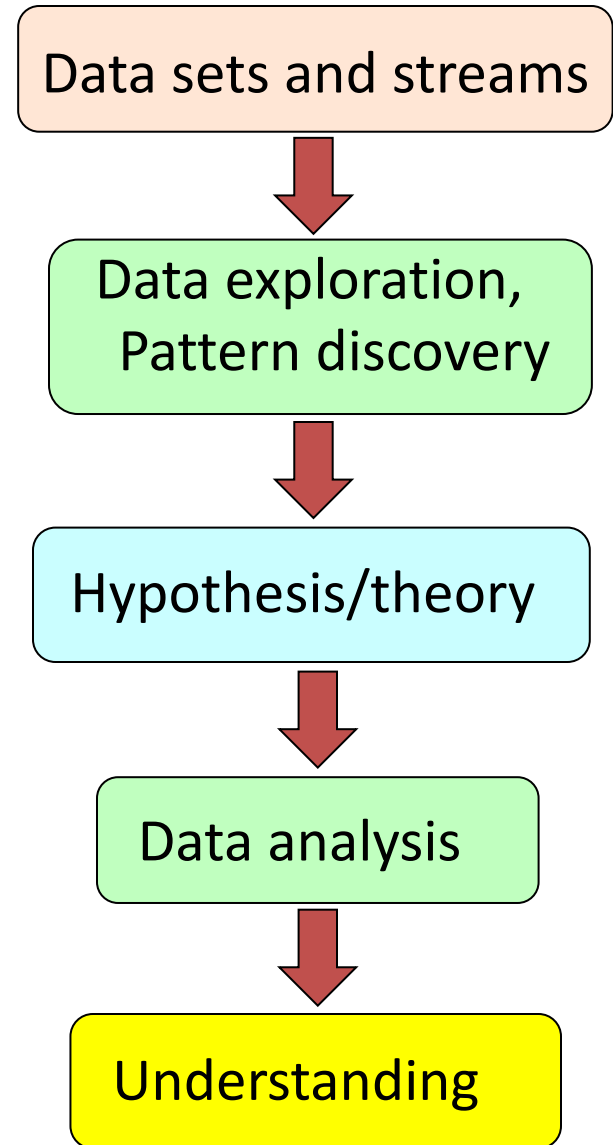 Data sets and streams
Data exploration,
Pattern discovery
Hypothesis/theory
Data analysis
Understanding